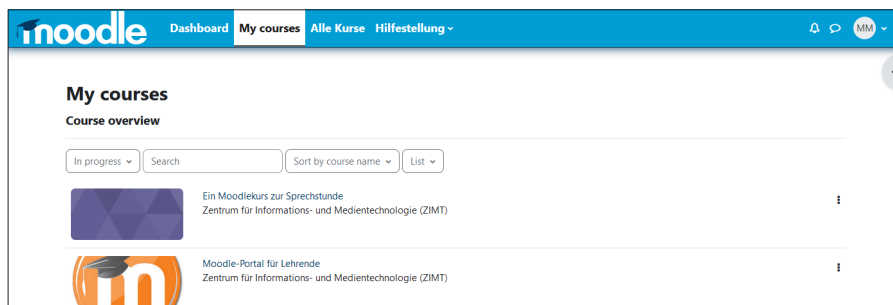 moodle Dashboard My courses Alle Kurse Hilfestellung MM
My courses
Course overview
In progress Search Sort by course name List
Ein Moodlekurs zur Sprechstunde
Zentrum für Informations- und Medientechnologie (ZIMT)
Moodle-Portal für Lehrende
Zentrum für Informations- und Medientechnologie (ZIMT)
m